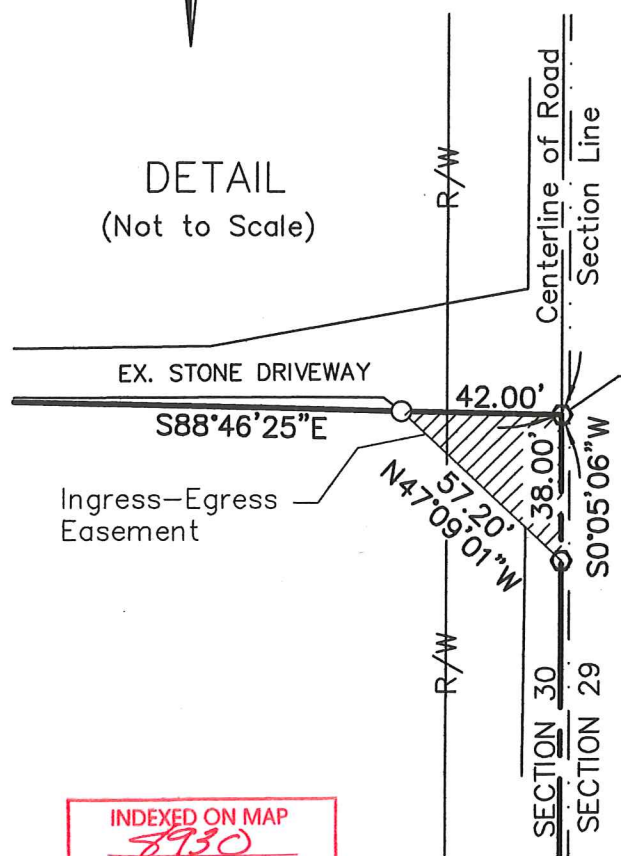 DETAIL
(Not to Scale)
R/W
Centerline of Road
Section Line
EX. STONE DRIVEWAY
42.00'
S88°46'25"E
38.00'
S0°05'06"W
57.20'
N47°09'01"W
Ingress-Egress
Easement
R/W
SECTION 30
SECTION 29
INDEXED ON MAP
8930